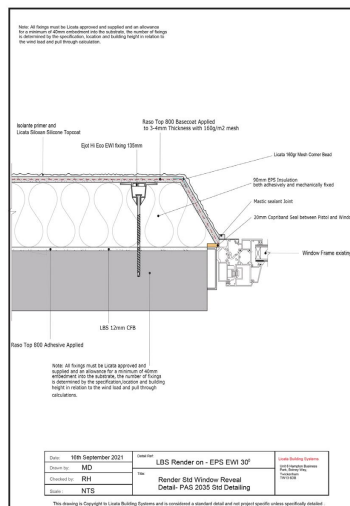 Note: All fixings must be Licata approved and supplied and an allowance
for a minimum of 40mm embedment into the substrate, the number of fixings
is determined by the specification, location and building height in relation to
the wind load and pull through calculation.
Isolante primer and
Licata Siloxan Silicone Topcoat
Raso Top 800 Basecoat Applied
to 3-4mm Thickness with 160g/m2 mesh
Ejot Hi Eco EWI fixing 135mm
Licata 160gr Mesh Corner Bead
90mm EPS Insulation
both adhesively and mechanically fixed
Mastic sealant Joint
Window Frame existing
LBS 12mm CFB
Raso Top 800 Adhesive Applied
Note: All fixings must be Licata approved and
supplied and an allowance for a minimum of 40mm
embedment into the substrate, the number of fixings
is determined by the specification,location and building
height in relation to the wind load and pull through
calculations.
Date: 16th September 2021
Drawn by: MD
Checked by: RH
Scale: NTS
LBS Render on - EPS EWI 30°
Title:
Render Std Window Reveal
Detail- PAS 2035 Std Detailing
Licata Building Systems
Twickenham
This drawing is Copyright to Licata Building Systems and is considered a standard detail and not project specific unless specifically detailed.